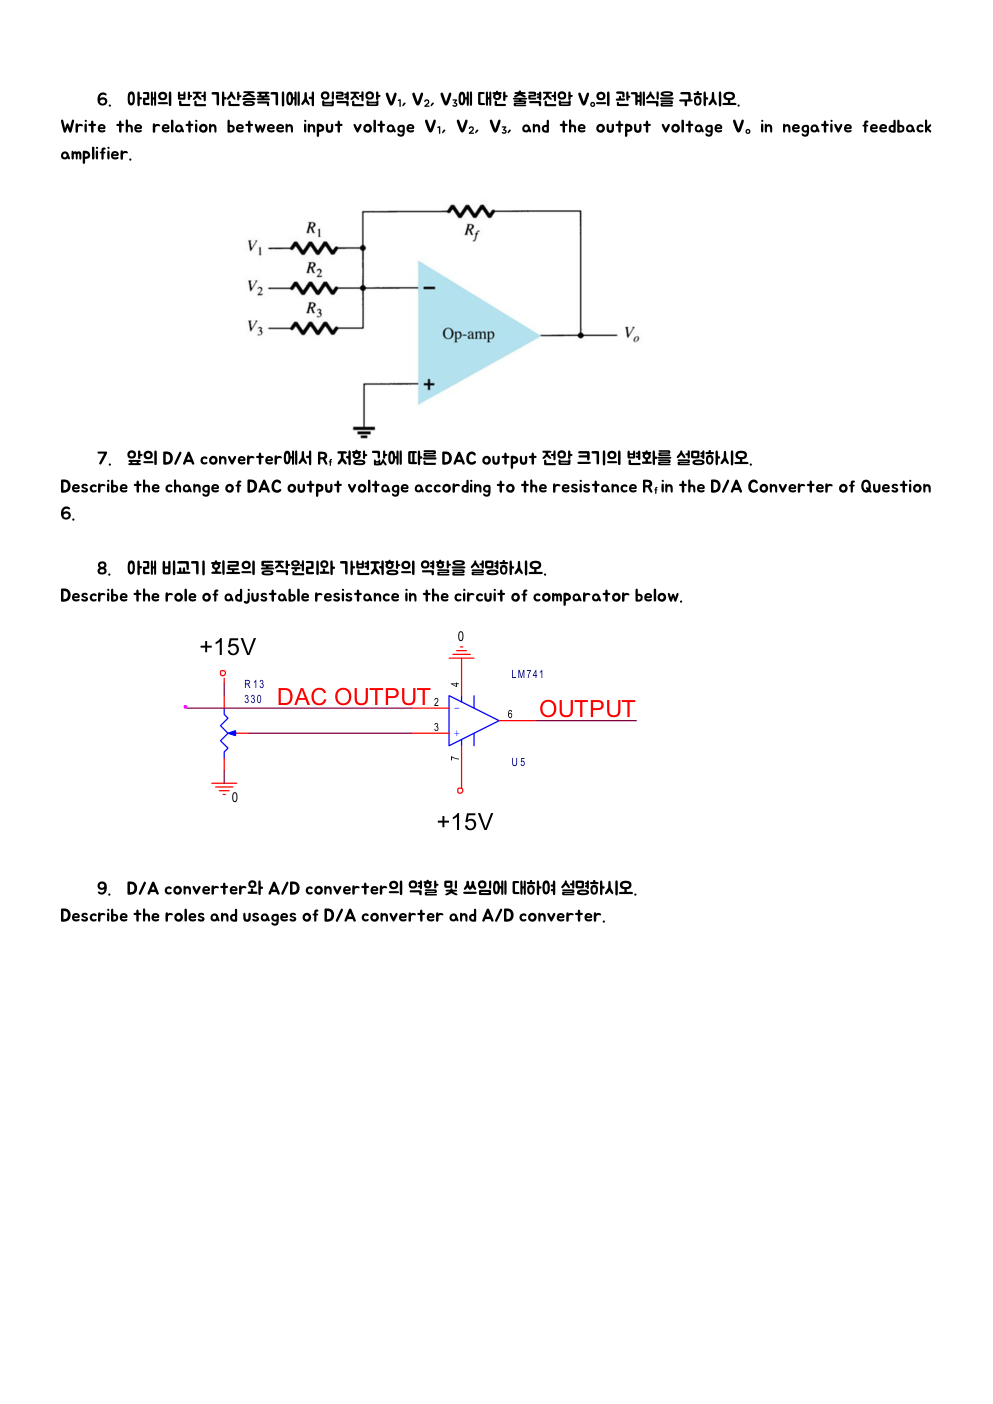 6. 아래의 반전 가산증폭기에서 입력전압 V₁, V₂, V₃에 대한 출력전압 Vₒ의 관계식을 구하시오.
Write the relation between input voltage V₁, V₂, V₃, and the output voltage Vₒ in negative feedback
amplifier.
R₁
R_f
V₁
R₂
V₂
R₃
V₃
Op-amp
Vₒ
7. 앞의 D/A converter에서 R_f 저항 값에 따른 DAC output 전압 크기의 변화를 설명하시오.
Describe the change of DAC output voltage according to the resistance R_f in the D/A Converter of Question
6.
8. 아래 비교기 회로의 동작원리와 가변저항의 역할을 설명하시오.
Describe the role of adjustable resistance in the circuit of comparator below.
0
+15V
LM741
4
R13
330
DAC OUTPUT
2
6
OUTPUT
3
7
U5
0
+15V
9. D/A converter와 A/D converter의 역할 및 쓰임에 대하여 설명하시오.
Describe the roles and usages of D/A converter and A/D converter.